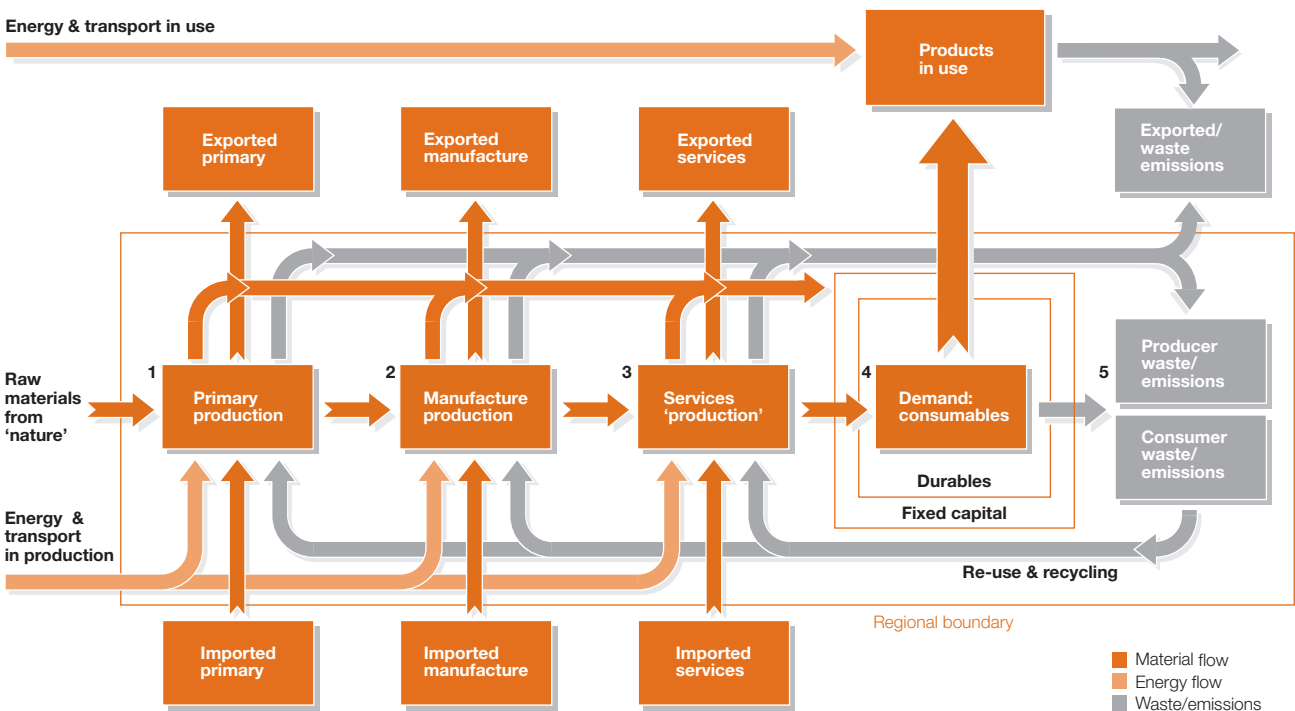 Energy & transport in use
Products
in use
Exported
primary
Exported
manufacture
Exported
services
Exported/
waste
emissions
Raw
materials
from
‘nature’
1
Primary
production
2
Manufacture
production
3
Services
‘production’
4
Demand:
consumables
5
Producer
waste/
emissions
Consumer
waste/
emissions
Durables
Fixed capital
Energy &
transport
in production
Re-use & recycling
Regional boundary
Imported
primary
Imported
manufacture
Imported
services
Material flow
Energy flow
Waste/emissions